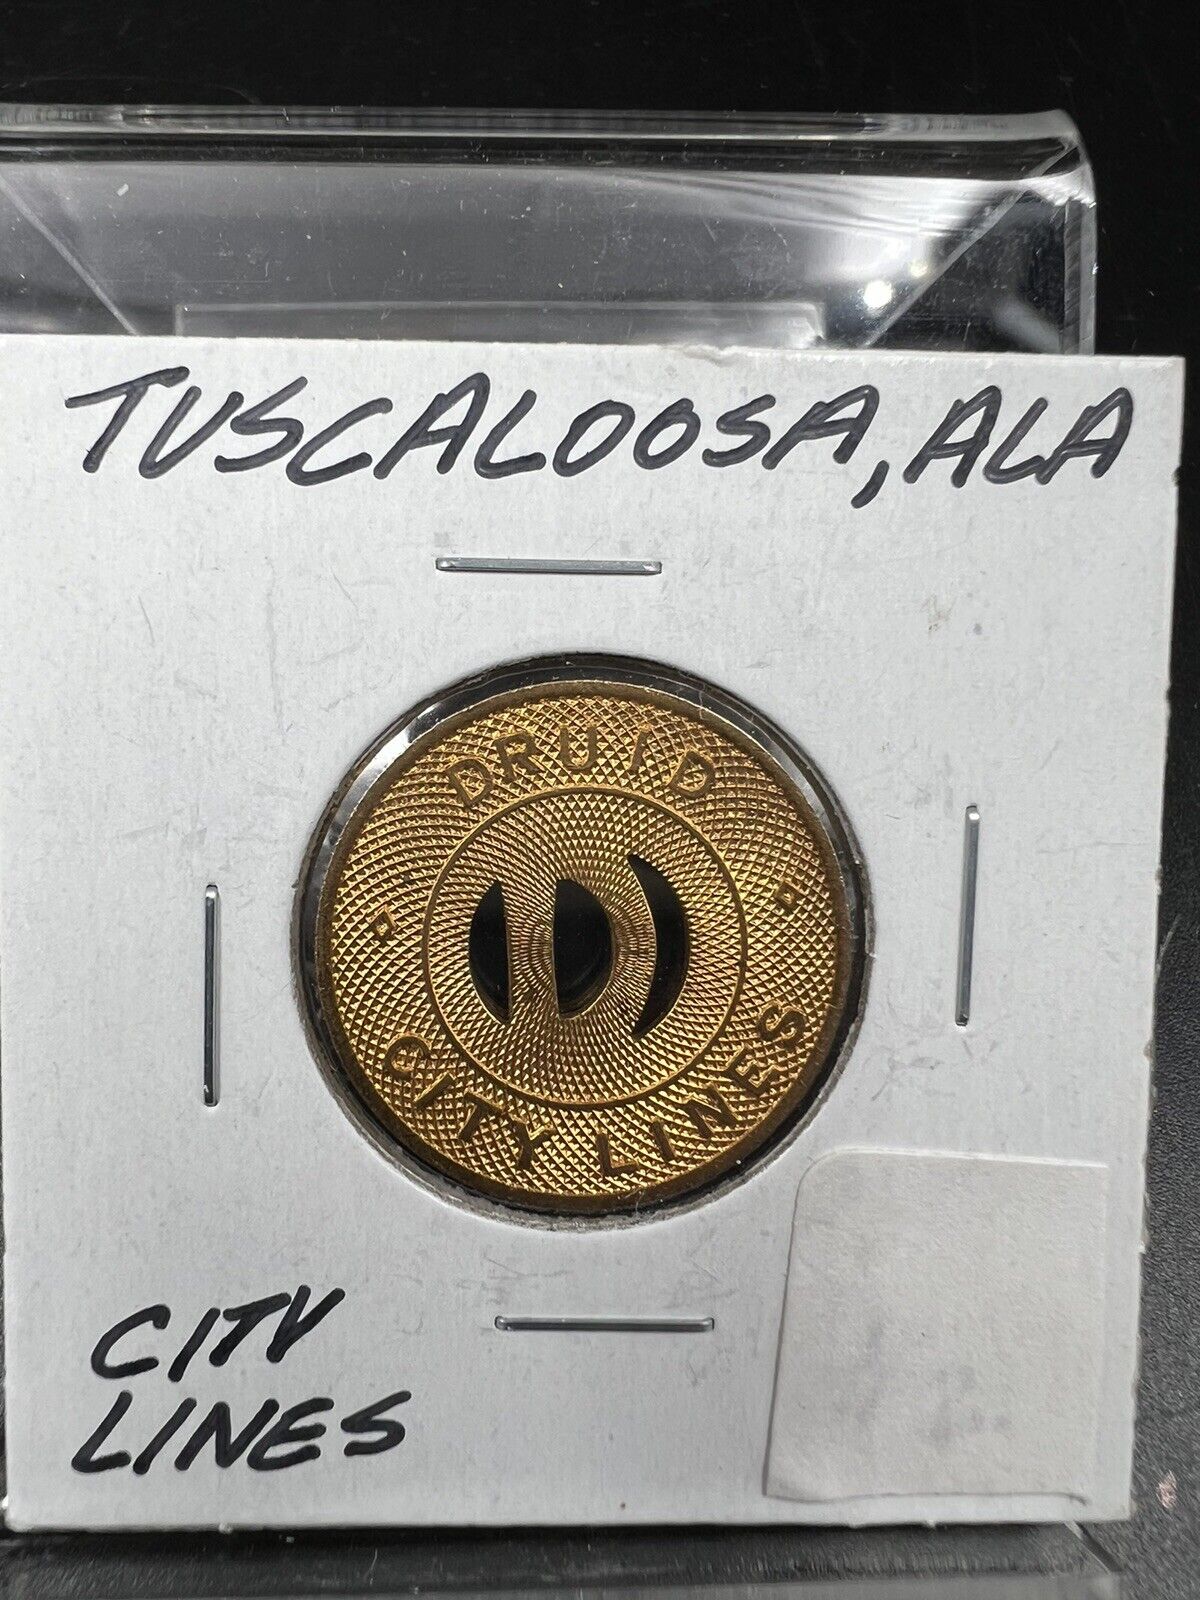 TUSCALOOSA, ALA
DRUID
D
CITY LINES
CITY
LINES